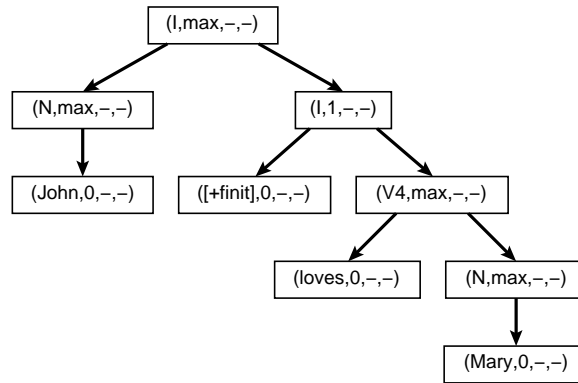 (I,max,–,–)
(N,max,–,–)
(I,1,–,–)
(John,0,–,–)
([+finit],0,–,–)
(V4,max,–,–)
(loves,0,–,–)
(N,max,–,–)
(Mary,0,–,–)